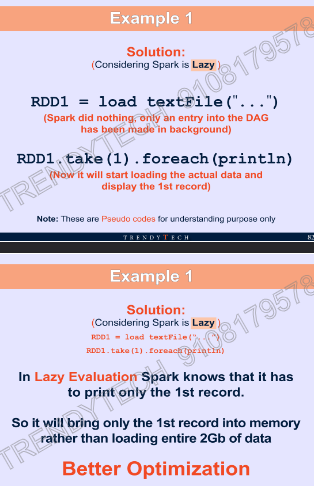 Example 1
Solution:
(Considering Spark is Lazy )
RDD1 = load textFile("...")
(Spark did nothing, only an entry into the DAG
has been made in background)
RDD1.take(1).foreach(println)
(Now it will start loading the actual data and
display the 1st record)
Note: These are Pseudo codes for understanding purpose only
TRENDYTECH
TRENDYTECH 9108179578
Example 1
Solution:
(Considering Spark is Lazy )
RDD1 = load textFile("...")
RDD1.take(1).foreach(println)
In Lazy Evaluation Spark knows that it has
to print only the 1st record.
So it will bring only the 1st record into memory
rather than loading entire 2Gb of data
Better Optimization
TRENDYTECH 9108179578